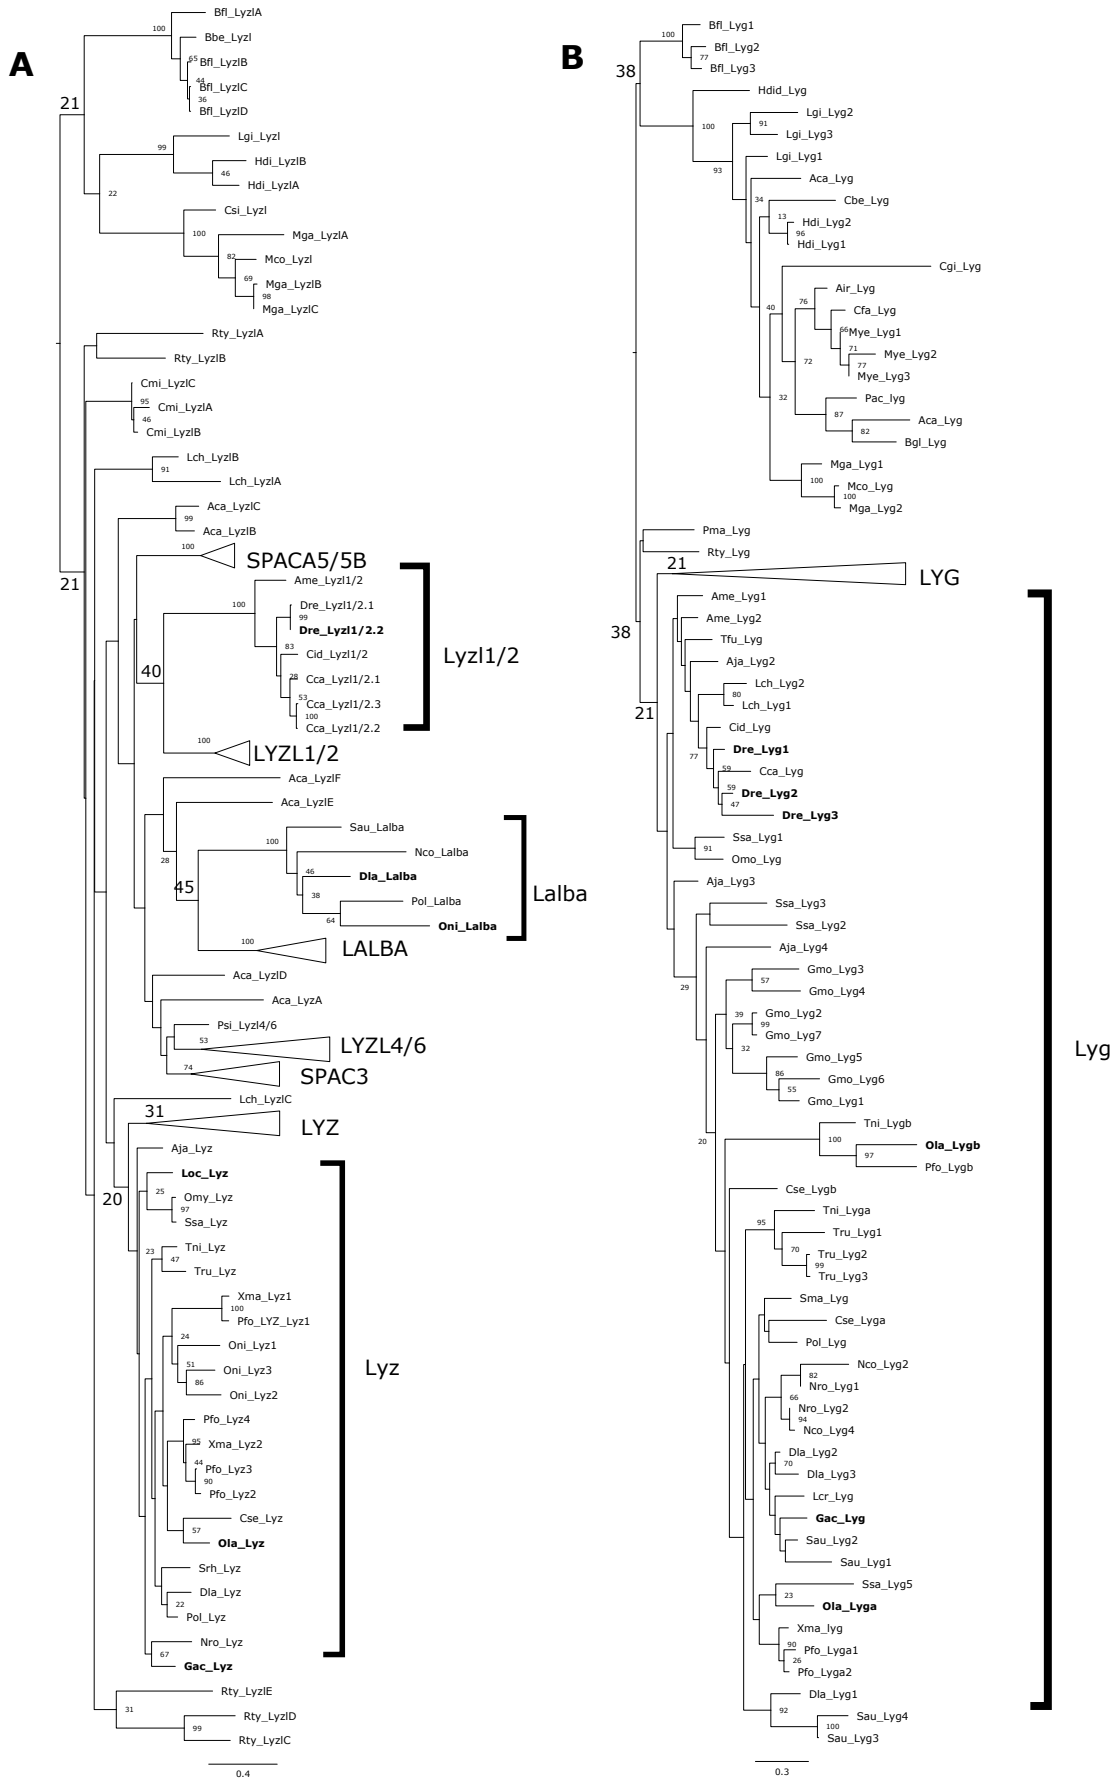 A
100
Bfl_LyzlA
Bbe_Lyzl
65
Bfl_LyzlB
44
Bfl_LyzlC
36
Bfl_LyzlD
21
99
Lgi_Lyzl
Hdi_LyzlB
46
Hdi_LyzlA
22
Csi_Lyzl
100
Mga_LyzlA
82
Mco_Lyzl
69
Mga_LyzlB
98
Mga_LyzlC
Rty_LyzlA
Rty_LyzlB
Cmi_LyzlC
95
Cmi_LyzlA
46
Cmi_LyzlB
Lch_LyzlB
91
Lch_LyzlA
Aca_LyzlC
99
Aca_LyzlB
100
SPACA5/5B
21
Ame_Lyzl1/2
100
Dre_Lyzl1/2.1
99
Dre_Lyzl1/2.2
83
Cid_Lyzl1/2
28
Cca_Lyzl1/2.1
53
Cca_Lyzl1/2.3
100
Cca_Lyzl1/2.2
Lyzl1/2
40
100
LYZL1/2
Aca_LyzlF
Aca_LyzlE
28
Sau_Lalba
100
Nco_Lalba
46
Dla_Lalba
38
Pol_Lalba
64
Oni_Lalba
Lalba
45
100
LALBA
Aca_LyzlD
Aca_LyzA
Psi_Lyzl4/6
53
LYZL4/6
74
SPAC3
Lch_LyzlC
31
LYZ
Aja_Lyz
20
Loc_Lyz
25
Omy_Lyz
97
Ssa_Lyz
23
Tni_Lyz
47
Tru_Lyz
Xma_Lyz1
100
Pfo_LYZ_Lyz1
24
Oni_Lyz1
51
Oni_Lyz3
86
Oni_Lyz2
Lyz
Pfo_Lyz4
95
Xma_Lyz2
44
Pfo_Lyz3
90
Pfo_Lyz2
Cse_Lyz
57
Ola_Lyz
Srh_Lyz
Dla_Lyz
22
Pol_Lyz
Nro_Lyz
67
Gac_Lyz
Rty_LyzlE
31
Rty_LyzlD
99
Rty_LyzlC
0.4
B
100
Bfl_Lyg1
Bfl_Lyg2
77
Bfl_Lyg3
38
Hdid_Lyg
100
Lgi_Lyg2
91
Lgi_Lyg3
93
Lgi_Lyg1
Aca_Lyg
34
Cbe_Lyg
13
Hdi_Lyg2
96
Hdi_Lyg1
Cgi_Lyg
40
76
Air_Lyg
Cfa_Lyg
66
Mye_Lyg1
71
Mye_Lyg2
77
Mye_Lyg3
72
32
Pac_lyg
87
Aca_Lyg
82
Bgl_Lyg
Mga_Lyg1
100
Mco_Lyg
100
Mga_Lyg2
Pma_Lyg
Rty_Lyg
21
LYG
38
Ame_Lyg1
Ame_Lyg2
Tfu_Lyg
Aja_Lyg2
Lch_Lyg2
80
Lch_Lyg1
21
Cid_Lyg
77
Dre_Lyg1
59
Cca_Lyg
59
Dre_Lyg2
47
Dre_Lyg3
Ssa_Lyg1
91
Omo_Lyg
Aja_Lyg3
Ssa_Lyg3
Ssa_Lyg2
29
Aja_Lyg4
Gmo_Lyg3
57
Gmo_Lyg4
39
Gmo_Lyg2
99
Gmo_Lyg7
32
Gmo_Lyg5
86
Gmo_Lyg6
55
Gmo_Lyg1
Lyg
20
Tni_Lygb
100
Ola_Lygb
97
Pfo_Lygb
Cse_Lygb
95
Tni_Lyga
Tru_Lyg1
70
Tru_Lyg2
99
Tru_Lyg3
Sma_Lyg
Cse_Lyga
Pol_Lyg
Nco_Lyg2
82
Nro_Lyg1
66
Nro_Lyg2
94
Nco_Lyg4
Dla_Lyg2
70
Dla_Lyg3
Lcr_Lyg
Gac_Lyg
Sau_Lyg2
Sau_Lyg1
Ssa_Lyg5
23
Ola_Lyga
Xma_lyg
90
Pfo_Lyga1
26
Pfo_Lyga2
Dla_Lyg1
92
Sau_Lyg4
100
Sau_Lyg3
0.3